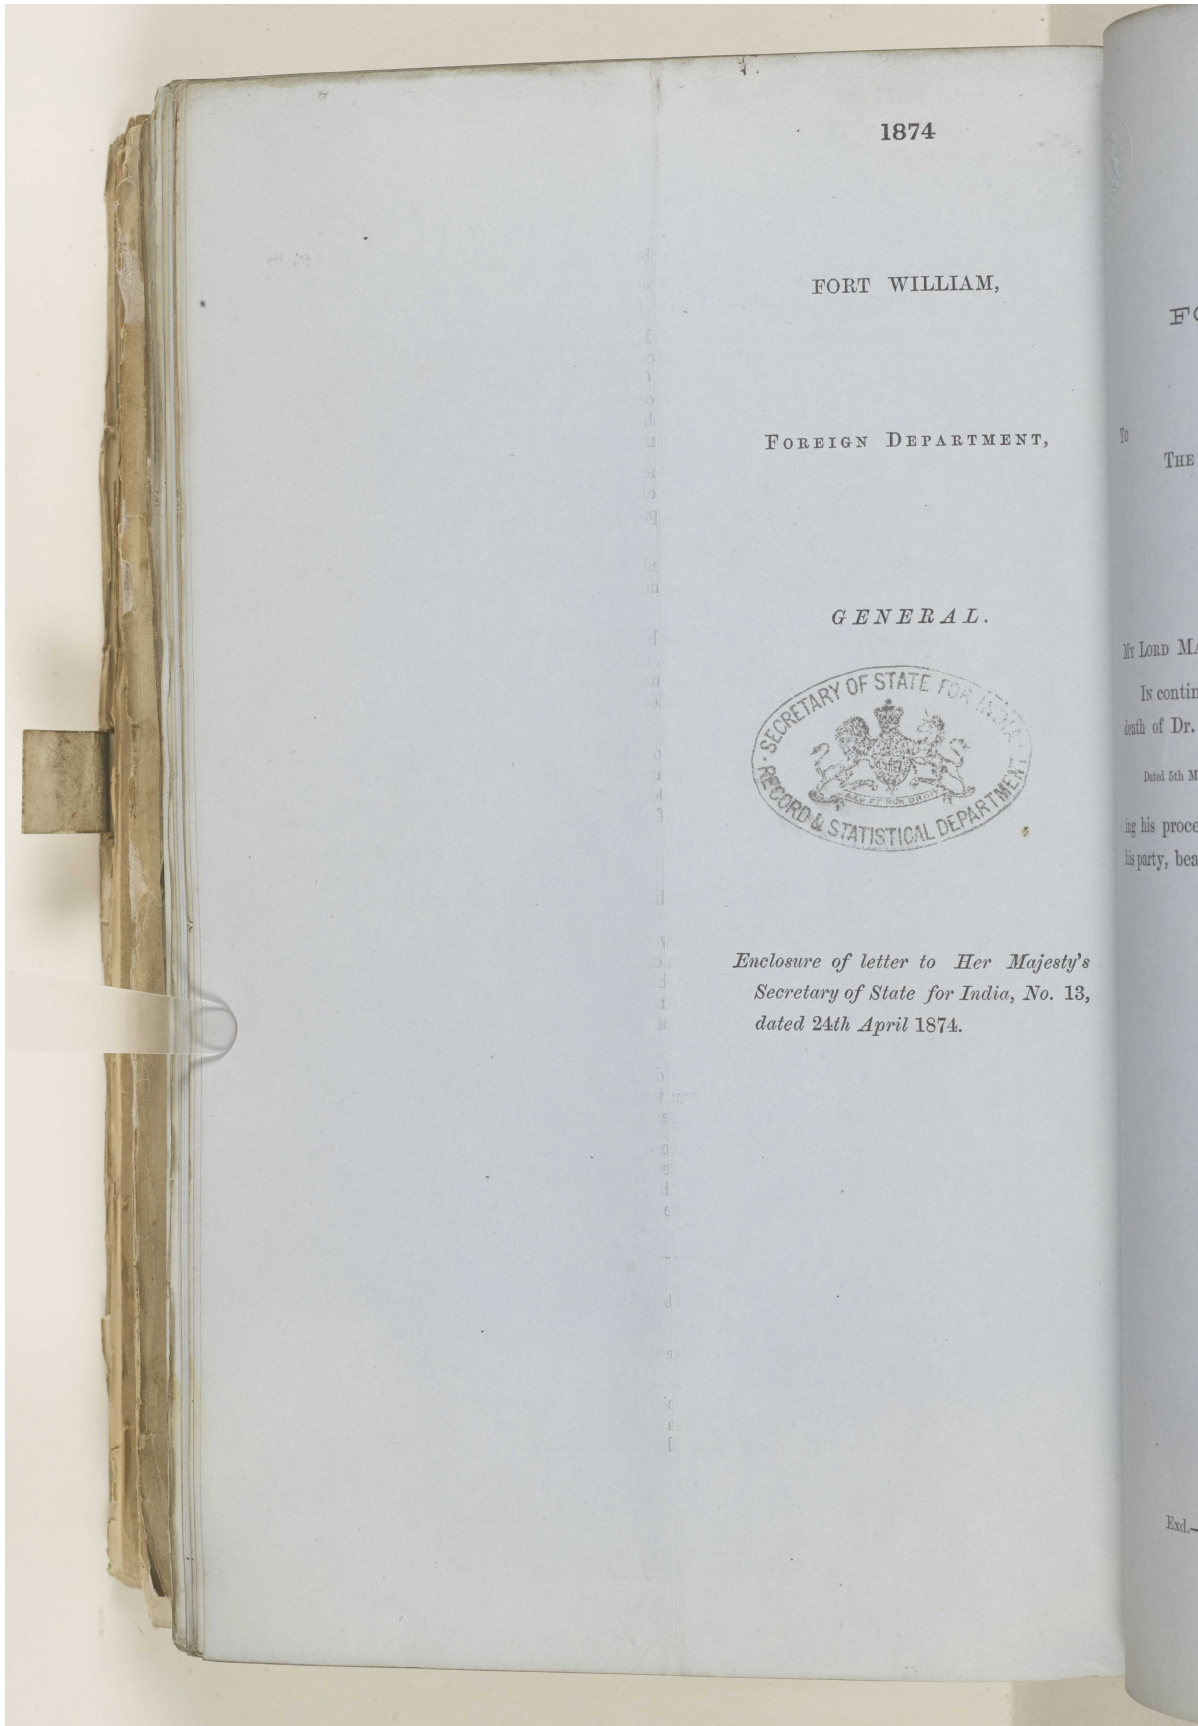 1874
FORT WILLIAM,
FOREIGN DEPARTMENT,
GENERAL.
· SECRETARY OF STATE FOR INDIA ·
RECORD & STATISTICAL DEPARTMENT
Enclosure of letter to Her Majesty's
Secretary of State for India, No. 13,
dated 24th April 1874.
To
THE
MY LORD MA
IN contin
death of Dr.
Dated 5th M
ing his proce
his party, bea
Exd.—